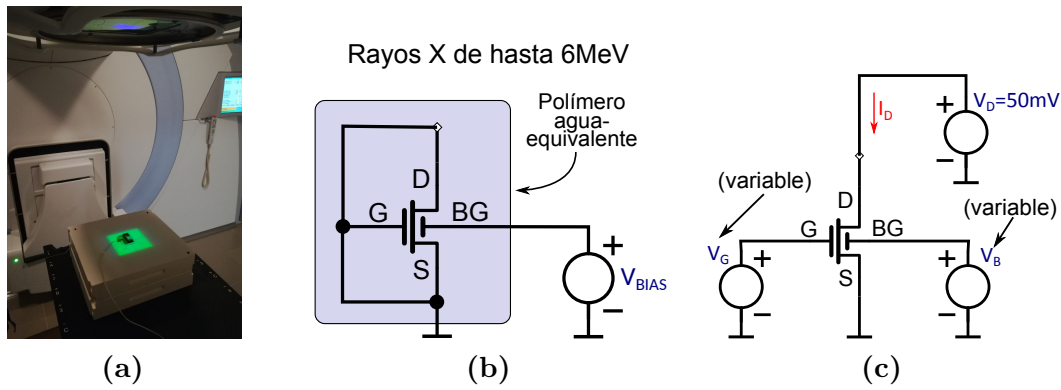 Rayos X de hasta 6MeV
Polímero
agua-
equivalente
D
G
BG
S
+
V_BIAS
−
(a)
(b)
I_D
+
V_D=50mV
−
(variable)
(variable)
D
G
BG
S
V_G
+
−
V_B
+
−
(c)